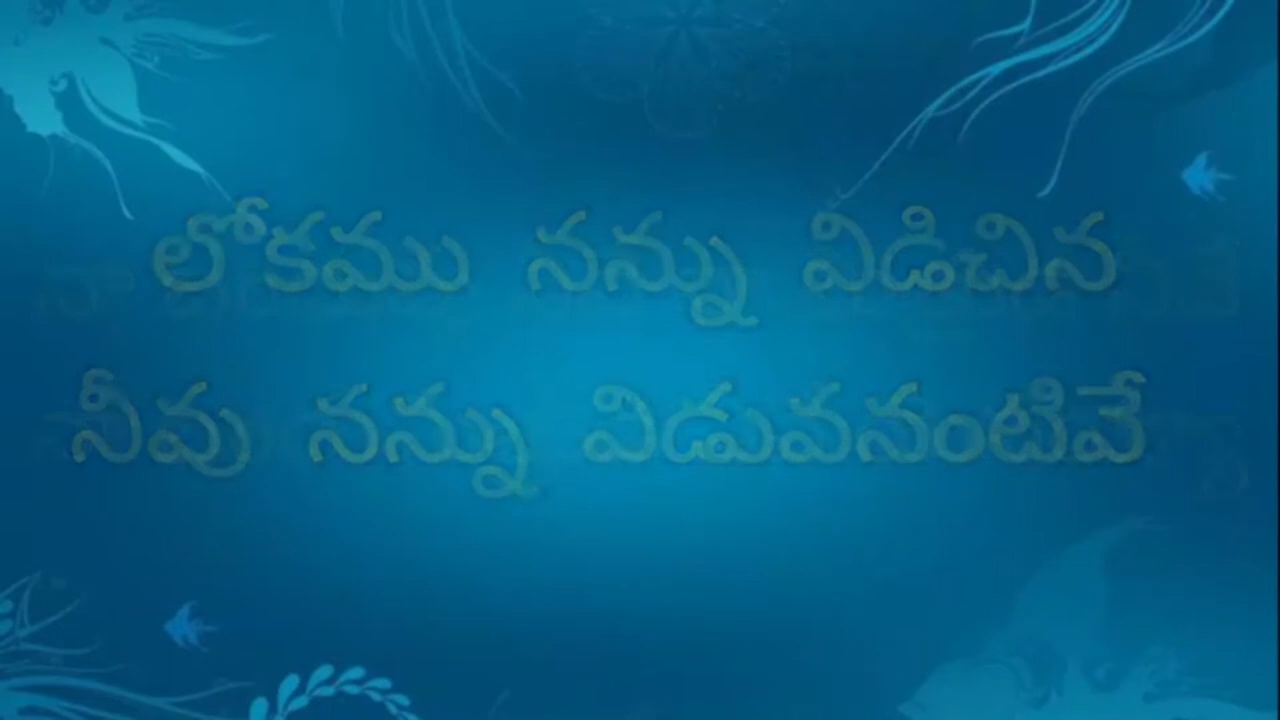 లోకము నన్ను విడిచిన
నీవు నన్ను విడువనంటివే